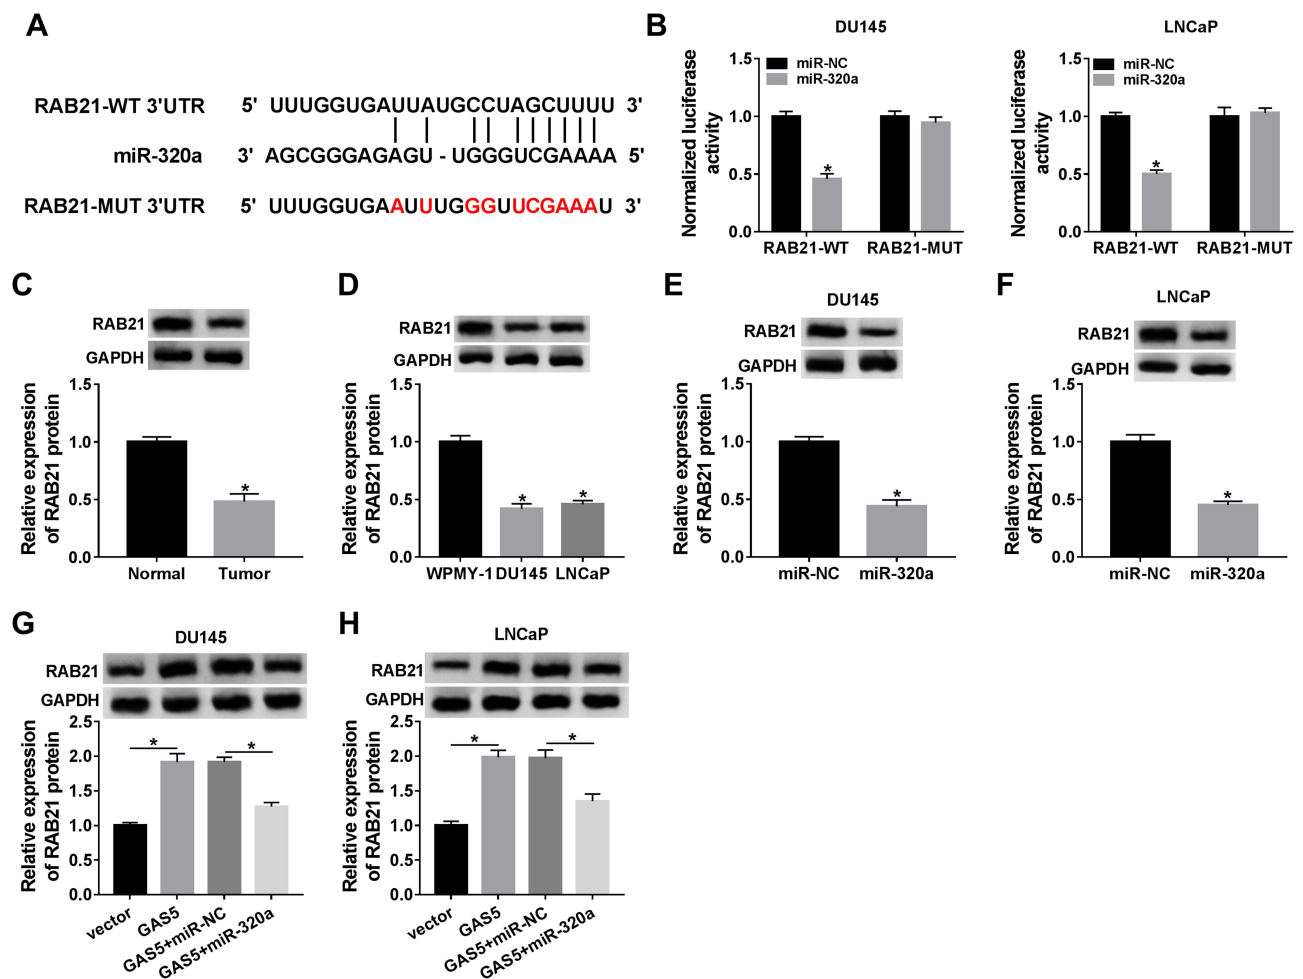 A
RAB21-WT 3'UTR 5' UUUGGUGAUUAUGCCUAGCUUUU 3'
miR-320a 3' AGCGGGAGAGU - UGGGUCGAAAA 5'
RAB21-MUT 3'UTR 5' UUUGGUGAAUUUGGGUUCGAAAU 3'
B
DU145
Normalized luciferase
activity
1.5
1.0
0.5
0.0
miR-NC
miR-320a
*
RAB21-WT RAB21-MUT
LNCaP
Normalized luciferase
activity
1.5
1.0
0.5
0.0
miR-NC
miR-320a
*
RAB21-WT RAB21-MUT
C
RAB21
GAPDH
Relative expression
of RAB21 protein
1.5
1.0
0.5
0.0
*
Normal Tumor
D
RAB21
GAPDH
Relative expression
of RAB21 protein
1.5
1.0
0.5
0.0
* *
WPMY-1 DU145 LNCaP
E
DU145
RAB21
GAPDH
Relative expression
of RAB21 protein
1.5
1.0
0.5
0.0
*
miR-NC miR-320a
F
LNCaP
RAB21
GAPDH
Relative expression
of RAB21 protein
1.5
1.0
0.5
0.0
*
miR-NC miR-320a
G
DU145
RAB21
GAPDH
Relative expression
of RAB21 protein
2.5
2.0
1.5
1.0
0.5
0.0
* *
vector
GAS5
GAS5+miR-NC
GAS5+miR-320a
H
LNCaP
RAB21
GAPDH
Relative expression
of RAB21 protein
2.5
2.0
1.5
1.0
0.5
0.0
* *
vector
GAS5
GAS5+miR-NC
GAS5+miR-320a